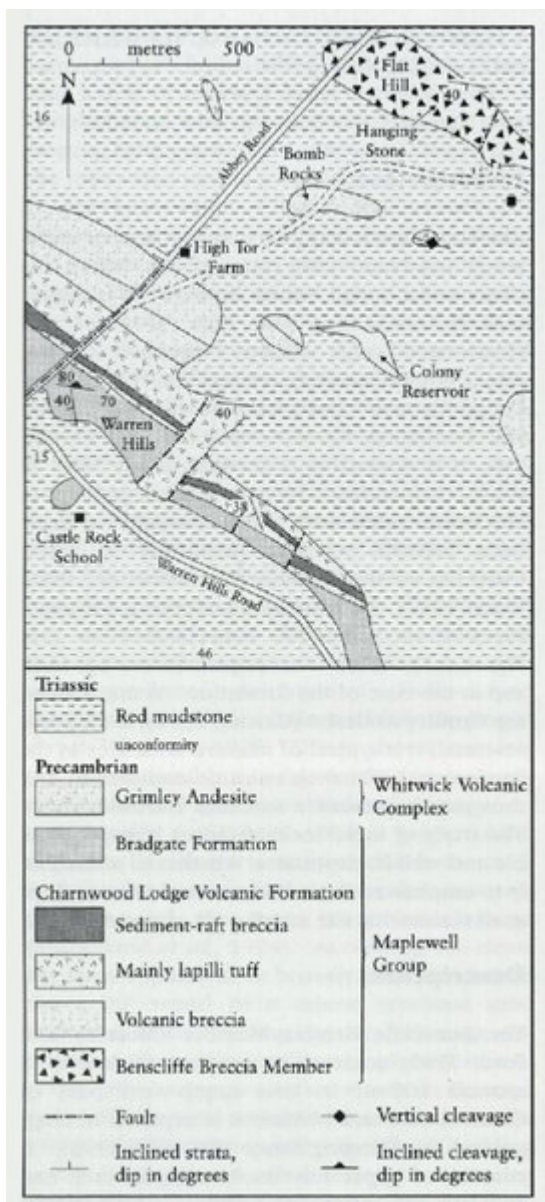 0 metres 500
N
16
Flat
Hill
40
Hanging
Stone
'Bomb
Rocks'
Abbey Road
High Tor
Farm
Colony
Reservoir
80
40
70
40
Warren
Hills
15
38
Castle Rock
School
Warren Hills Road
46
Triassic
Red mudstone
unconformity
Precambrian
Grimley Andesite
Whitwick Volcanic
Complex
Bradgate Formation
Charnwood Lodge Volcanic Formation
Sediment-raft breccia
Mainly lapilli tuff
Maplewell
Group
Volcanic breccia
Benscliffe Breccia Member
Fault
Vertical cleavage
Inclined strata,
dip in degrees
Inclined cleavage,
dip in degrees